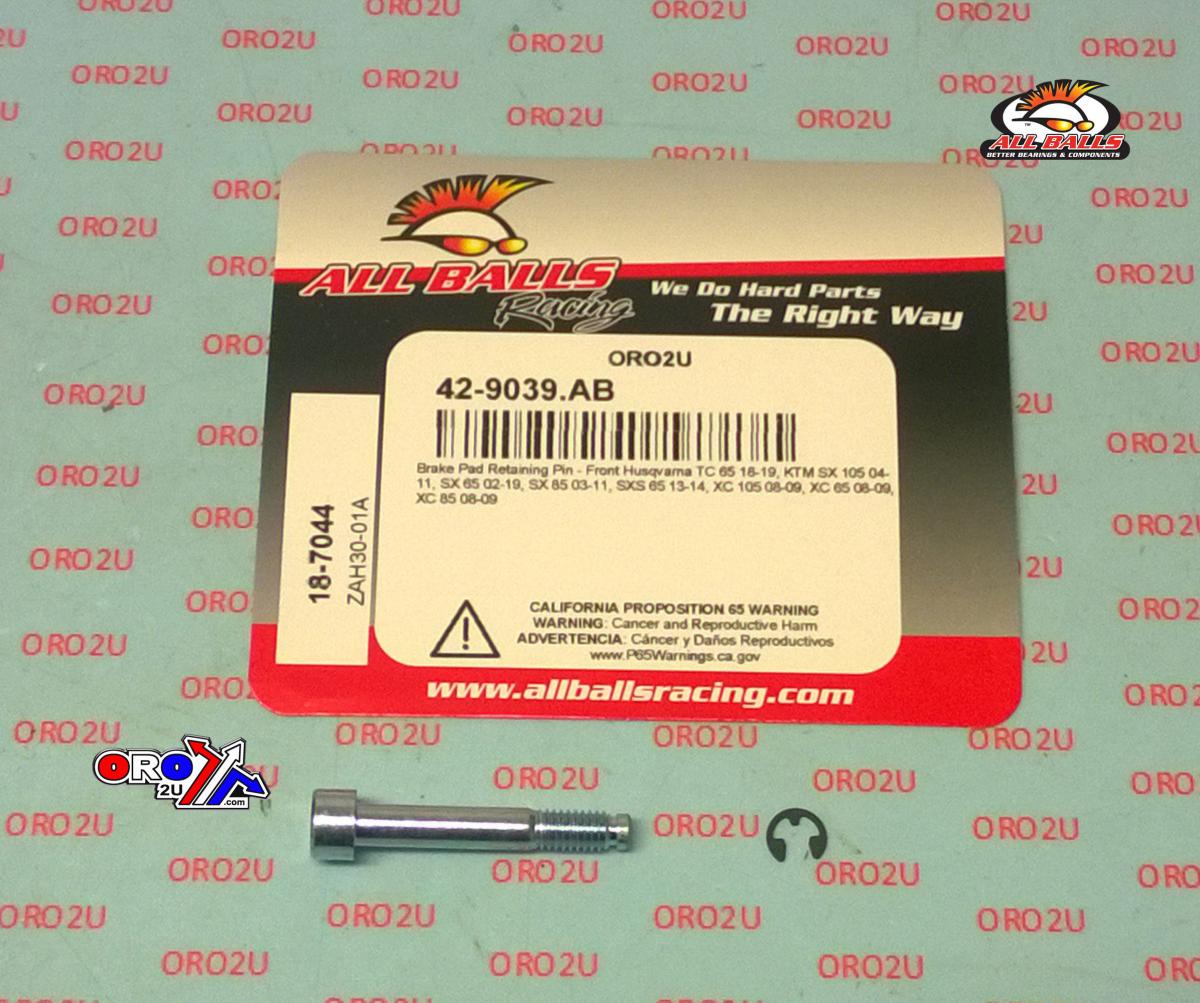 ALL BALLS
BETTER BEARINGS & COMPONENTS
ALL BALLS
Racing
We Do Hard Parts
The Right Way
ORO2U
42-9039.AB
Brake Pad Retaining Pin - Front Husqvarna TC 65 18-19, KTM SX 105 04-
11, SX 65 02-19, SX 85 03-11, SXS 65 13-14, XC 105 08-09, XC 65 08-09,
XC 85 08-09
18-7044
ZAH30-01A
CALIFORNIA PROPOSITION 65 WARNING
WARNING: Cancer and Reproductive Harm
ADVERTENCIA: Cáncer y Daños Reproductivos
www.P65Warnings.ca.gov
www.allballsracing.com
ORO
2U
.com
ORO2U